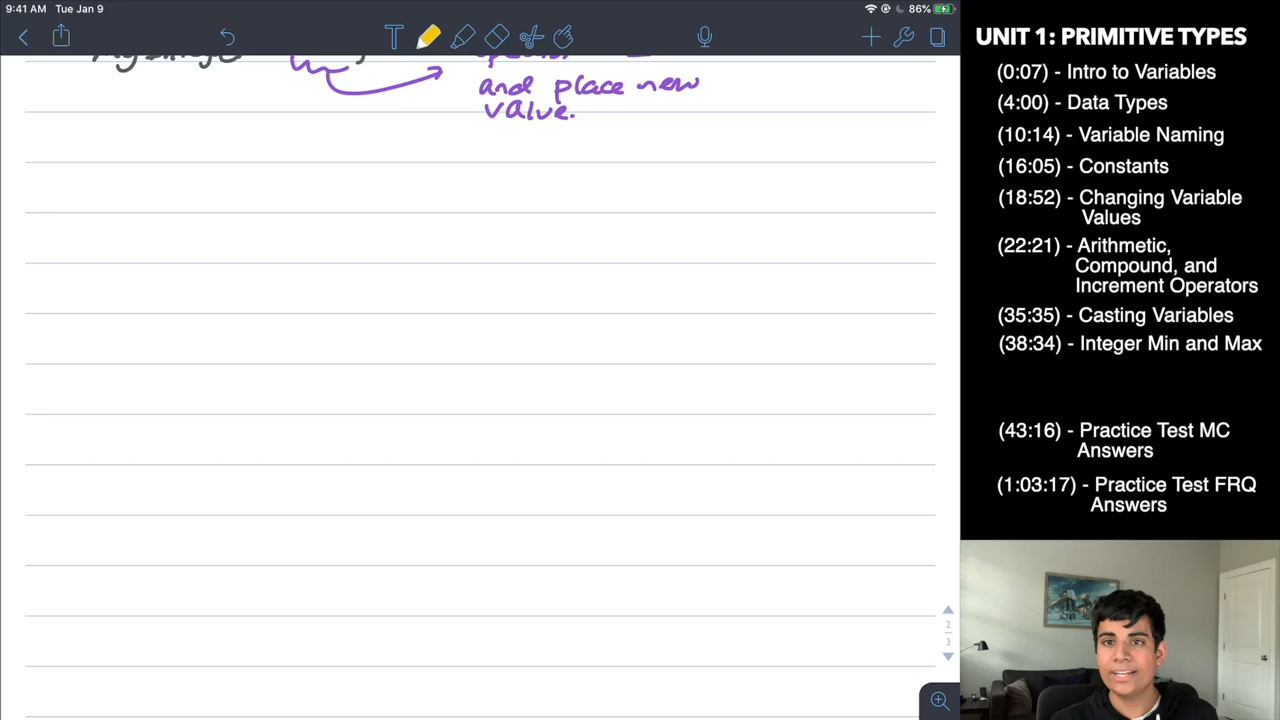 9:41 AM Tue Jan 9
86%
and place new
value.
2
3
UNIT 1: PRIMITIVE TYPES
(0:07) - Intro to Variables
(4:00) - Data Types
(10:14) - Variable Naming
(16:05) - Constants
(18:52) - Changing Variable
Values
(22:21) - Arithmetic,
Compound, and
Increment Operators
(35:35) - Casting Variables
(38:34) - Integer Min and Max
(43:16) - Practice Test MC
Answers
(1:03:17) - Practice Test FRQ
Answers